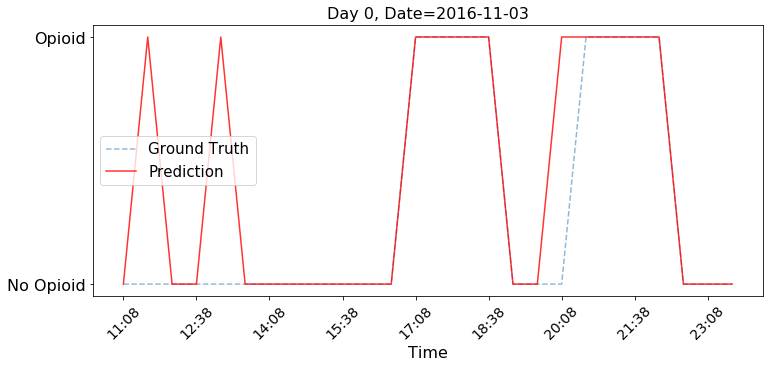 Day 0, Date=2016-11-03
Opioid
Ground Truth
Prediction
No Opioid
11:08 12:38 14:08 15:38 17:08 18:38 20:08 21:38 23:08
Time